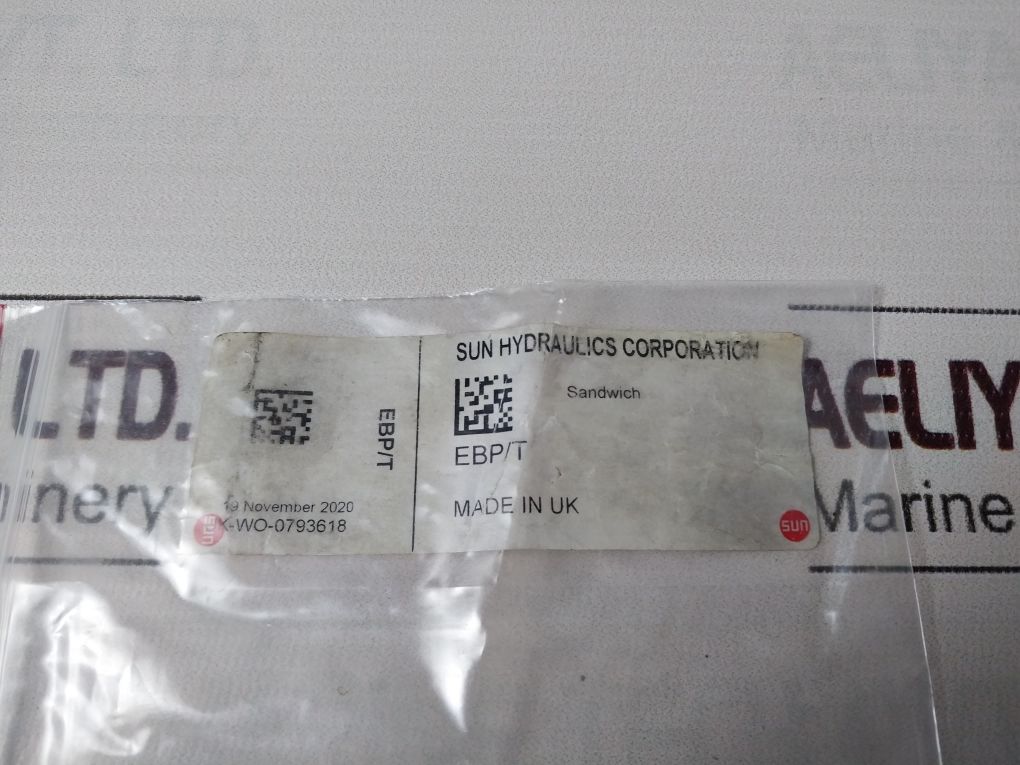 LTD.
inery
EBP/T
19 November 2020
K-WO-0793618
sun
SUN HYDRAULICS CORPORATION
Sandwich
EBP/T
MADE IN UK
sun
AELIY
Marine